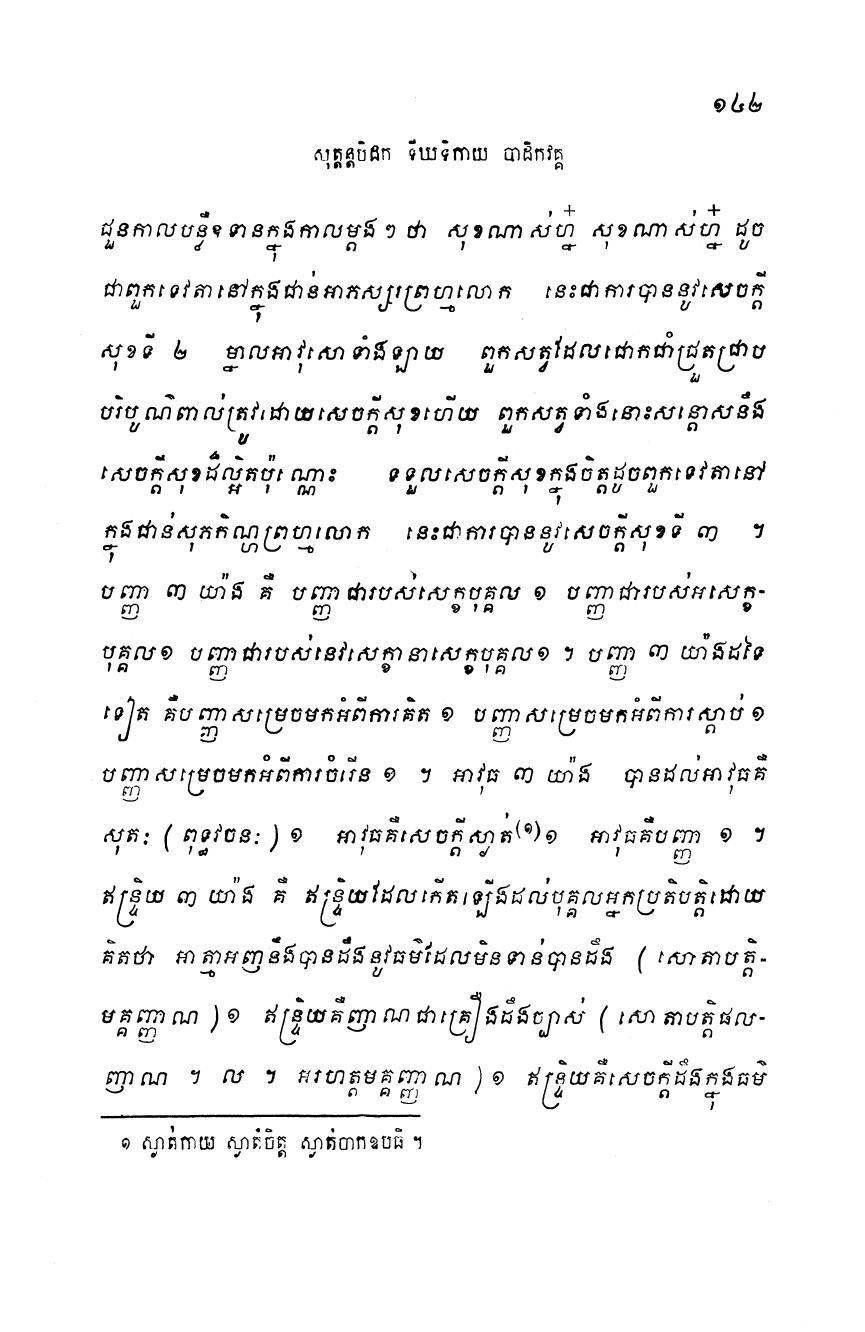 ១៤២
សុត្តន្តបិដក ទីឃនិកាយ បាដិកវគ្គ
ជួនកាលបន្លឺឧទានក្នុងកាលម្តងៗ ថា សុខណាស់ហ្ន៎ សុខណាស់ហ្ន៎ ដូច
ជាពួកទេវតានៅក្នុងជាន់អាភស្សរព្រហ្មលោក នេះជាការបាននូវសេចក្តី
សុខទី ២ ម្នាលអាវុសោទាំងឡាយ ពួកសត្វដែលជោកជាំជ្រួតជ្រាប
បរិបូណ៌ពាល់ត្រូវដោយសេចក្តីសុខហើយ ពួកសត្វទាំងនោះសន្តោសនឹង
សេចក្តីសុខដ៏ល្អិតប៉ុណ្ណោះ ទទួលសេចក្តីសុខក្នុងចិត្តដូចពួកទេវតានៅ
ក្នុងជាន់សុភកិណ្ហព្រហ្មលោក នេះជាការបាននូវសេចក្តីសុខទី ៣ ។
បញ្ញា ៣ យ៉ាង គឺ បញ្ញាជារបស់សេក្ខបុគ្គល ១ បញ្ញាជារបស់អសេក្ខ-
បុគ្គល១ បញ្ញាជារបស់នេវសេក្ខានាសេក្ខបុគ្គល១ ។ បញ្ញា ៣ យ៉ាងដទៃ
ទៀត គឺបញ្ញាសម្រេចមកអំពីការគិត ១ បញ្ញាសម្រេចមកអំពីការស្តាប់ ១
បញ្ញាសម្រេចមកអំពីការចំរើន ១ ។ អាវុធ ៣ យ៉ាង បានដល់អាវុធគឺ
សុតៈ ( ពុទ្ធវចនៈ ) ១ អាវុធគឺសេចក្តីស្ងាត់(១)១ អាវុធគឺបញ្ញា ១ ។
ឥន្ទ្រិយ ៣ យ៉ាង គឺ ឥន្ទ្រិយដែលកើតឡើងដល់បុគ្គលអ្នកប្រតិបត្តិដោយ
គិតថា អាត្មាអញនឹងបានដឹងនូវធម៌ដែលមិនទាន់បានដឹង ( សោតាបត្តិ-
មគ្គញ្ញាណ ) ១ ឥន្ទ្រិយគឺញាណជាគ្រឿងដឹងច្បាស់ ( សោតាបត្តិផល-
ញាណ ។ ល ។ អរហត្តមគ្គញ្ញាណ ) ១ ឥន្ទ្រិយគឺសេចក្តីដឹងក្នុងធម៌
១ ស្ងាត់កាយ ស្ងាត់ចិត្ត ស្ងាត់ចាកឧបធិ ។